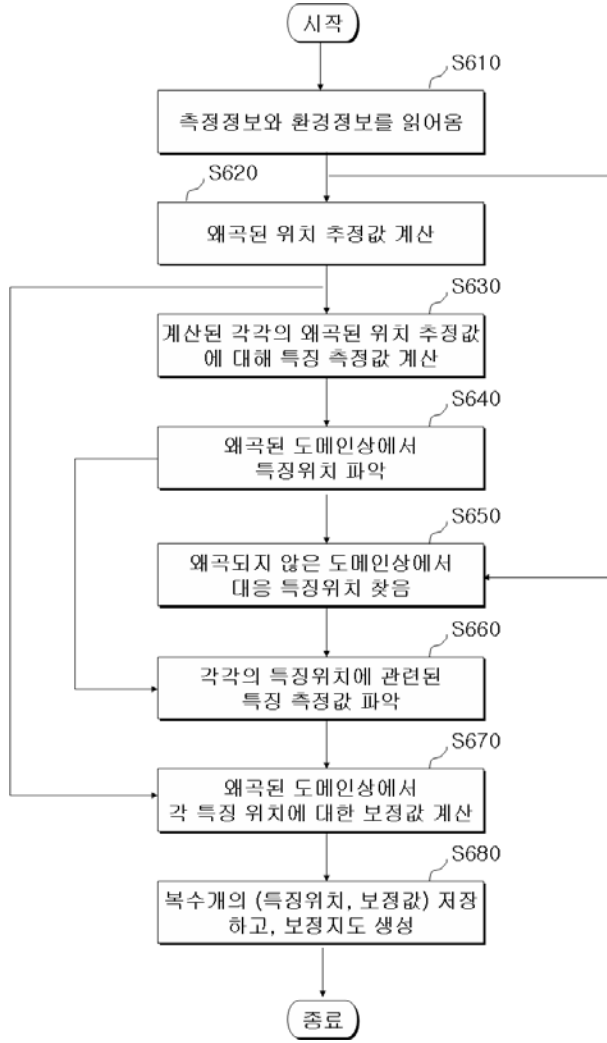 시작
S610
측정정보와 환경정보를 읽어옴
S620
왜곡된 위치 추정값 계산
S630
계산된 각각의 왜곡된 위치 추정값
에 대해 특징 측정값 계산
S640
왜곡된 도메인상에서
특징위치 파악
S650
왜곡되지 않은 도메인상에서
대응 특징위치 찾음
S660
각각의 특징위치에 관련된
특징 측정값 파악
S670
왜곡된 도메인상에서
각 특징 위치에 대한 보정값 계산
S680
복수개의 (특징위치, 보정값) 저장
하고, 보정지도 생성
종료